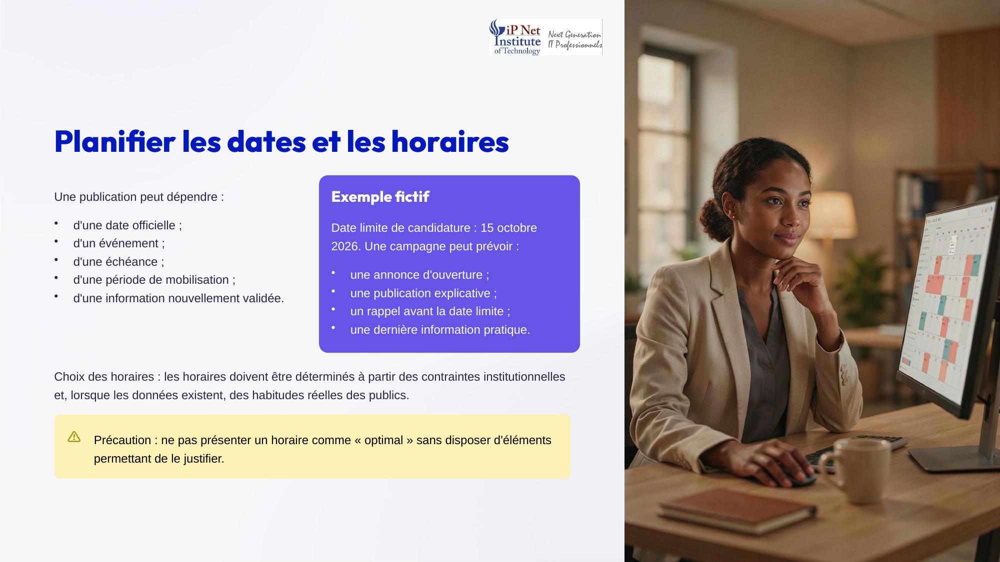 iP Net
Institute
of Technology
Next Generation
IT Professionnels
Planifier les dates et les horaires
Une publication peut dépendre :
• d'une date officielle ;
• d'un événement ;
• d'une échéance ;
• d'une période de mobilisation ;
• d'une information nouvellement validée.
Exemple fictif
Date limite de candidature : 15 octobre
2026. Une campagne peut prévoir :
• une annonce d'ouverture ;
• une publication explicative ;
• un rappel avant la date limite ;
• une dernière information pratique.
Choix des horaires : les horaires doivent être déterminés à partir des contraintes institutionnelles
et, lorsque les données existent, des habitudes réelles des publics.
Précaution : ne pas présenter un horaire comme « optimal » sans disposer d'éléments
permettant de le justifier.